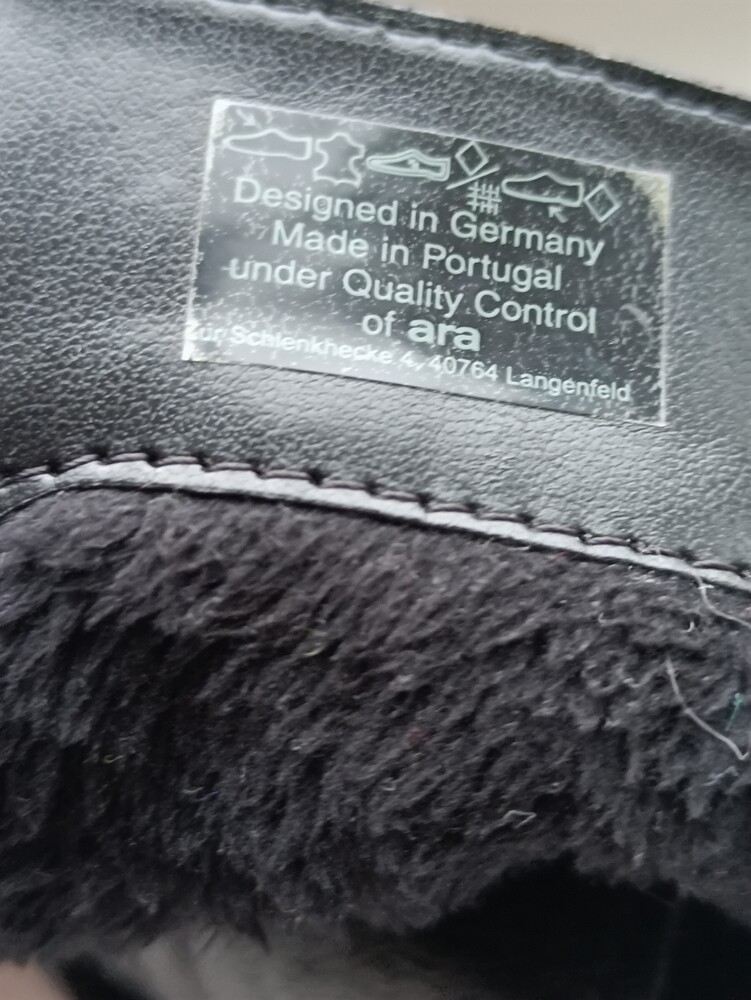 Designed in Germany
Made in Portugal
under Quality Control
of ara
Zur Schlenkhecke 4, 40764 Langenfeld